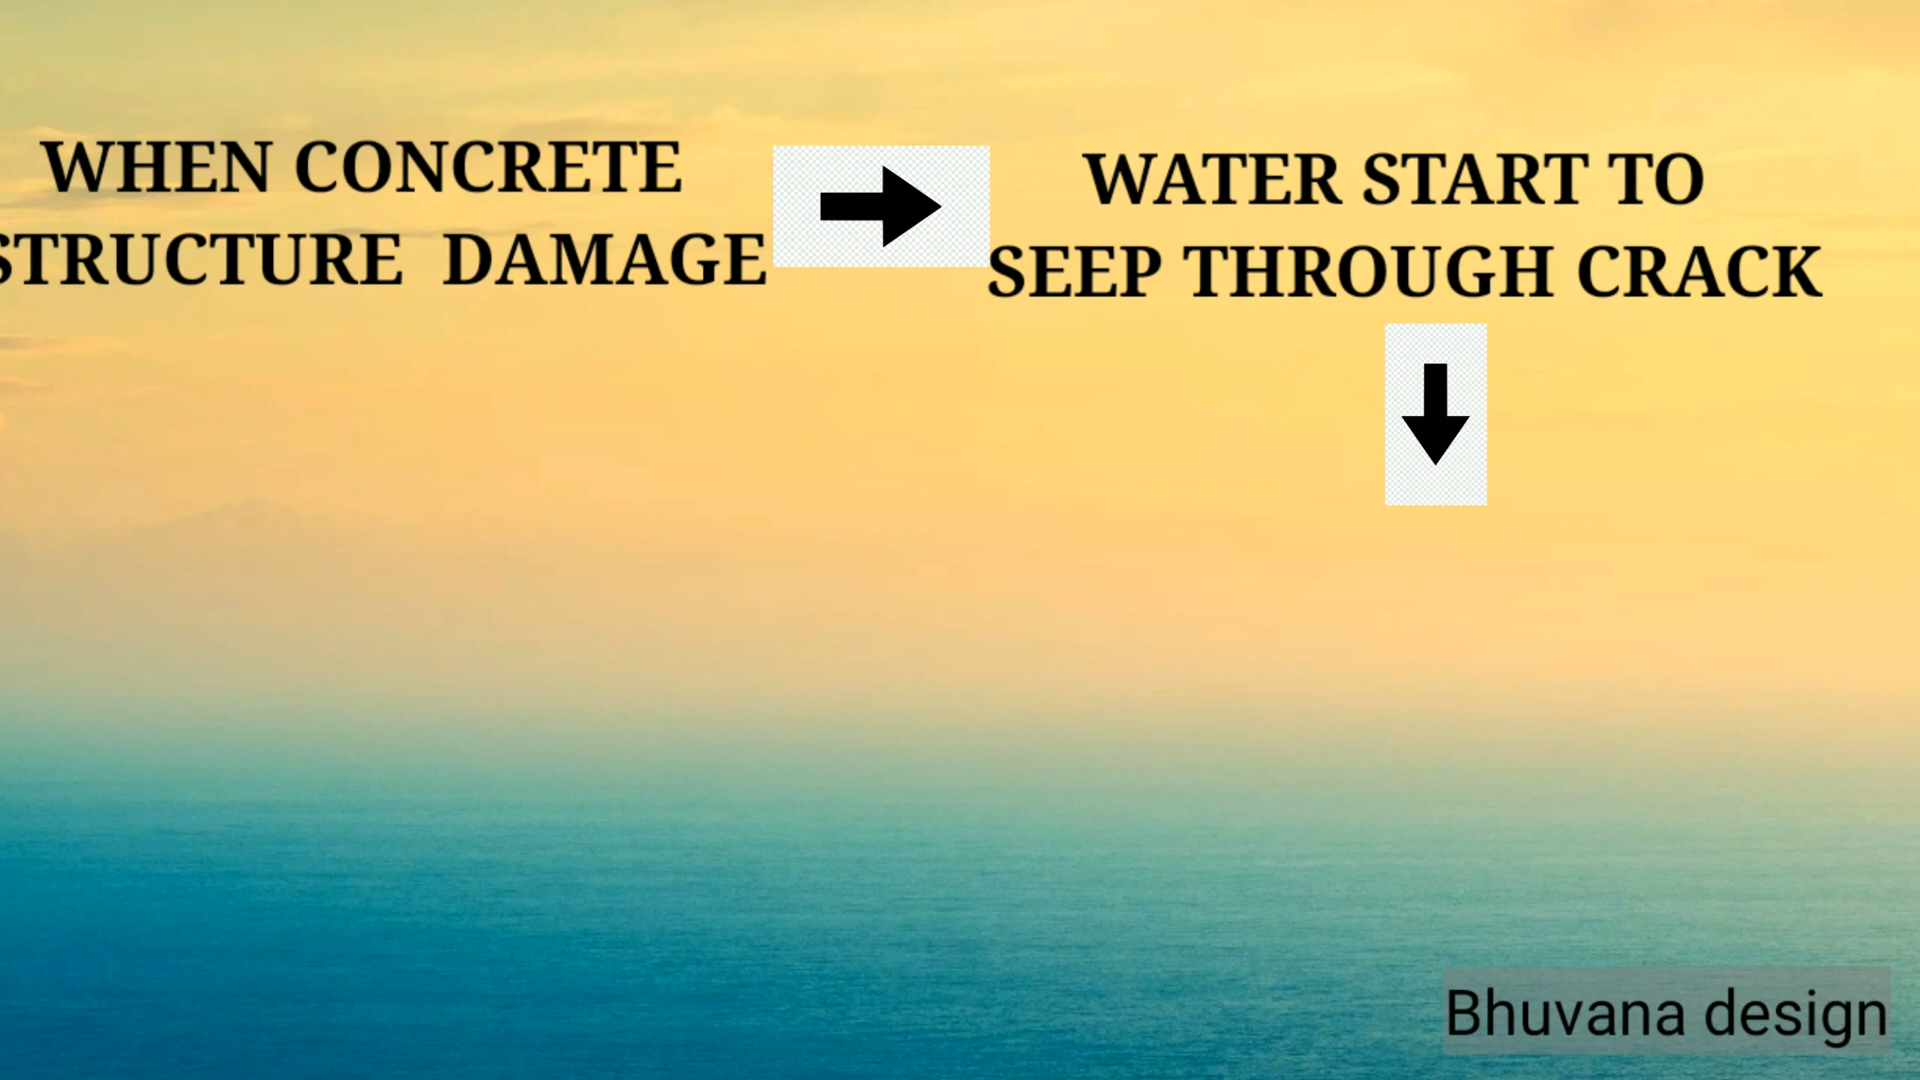 WHEN CONCRETE
STRUCTURE  DAMAGE
WATER START TO
SEEP THROUGH CRACK
Bhuvana design